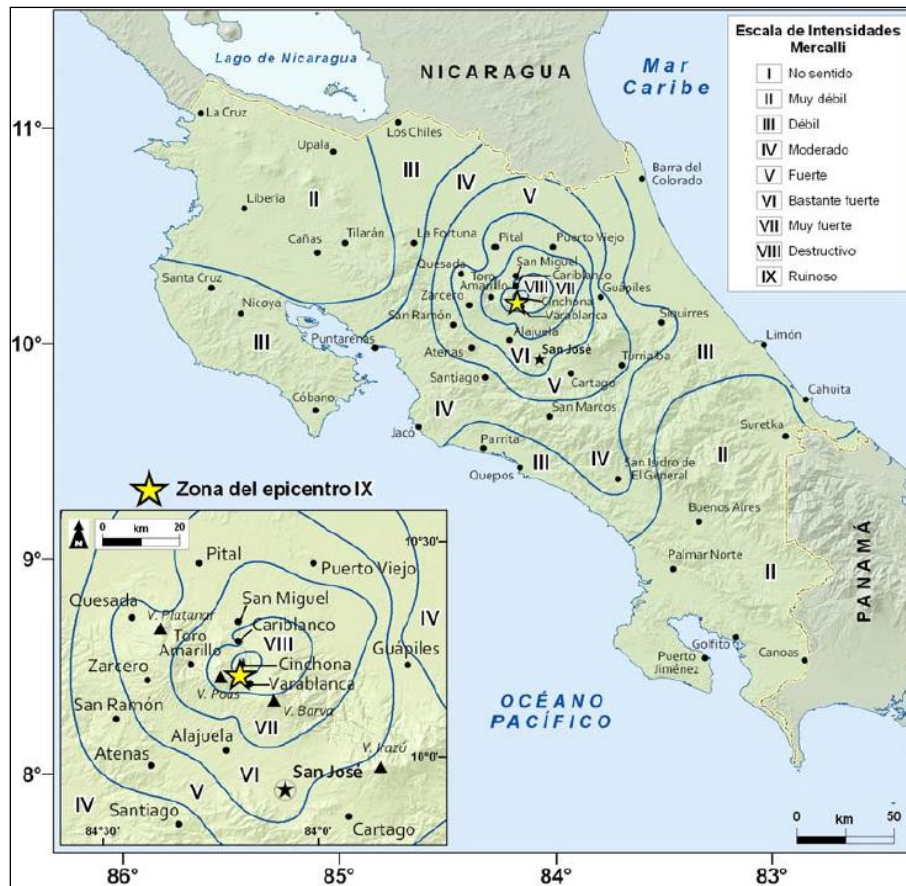 Escala de Intensidades
Mercalli
I No sentido
II Muy débil
III Débil
IV Moderado
V Fuerte
VI Bastante fuerte
VII Muy fuerte
VIII Destructivo
IX Ruinoso
Lago de Nicaragua
NICARAGUA
Mar
Caribe
11°
La Cruz
Los Chiles
Upala
III
IV
V
Barra del
Colorado
II
Liberia
Cañas
Tilarán
La Fortuna
Pital
Puerto Viejo
San Miguel
Quesada
Toro
Amarillo
Cariblanco
VIII
VII
Guápiles
Santa Cruz
Zarcero
Cinchona
Varablanca
Nicoya
San Ramón
Siquirres
10°
III
Puntarenas
Alajuela
Atenas
VI
San José
Limón
Turrialba
III
Santiago
V
Cartago
Cóbano
IV
San Marcos
Cahuita
Jacó
Suretka
Parrita
III
IV
II
Quepos
San Isidro de
El General
Zona del epicentro IX
Buenos Aires
9°
Palmar Norte
II
PANAMÁ
Golfito
Puerto
Jiménez
Canoas
OCÉANO
PACÍFICO
8°
86°
85°
84°
83°
0 km 50
N
0 km 20
10°30'
Pital
Puerto Viejo
Quesada
V. Platanar
San Miguel
IV
Toro
Amarillo
Cariblanco
VIII
Guápiles
Zarcero
Cinchona
Varablanca
V. Poás
San Ramón
V. Barva
VII
Alajuela
V. Irazú
10°0'
Atenas
VI
San José
V
IV
Santiago
Cartago
84°30'
84°0'